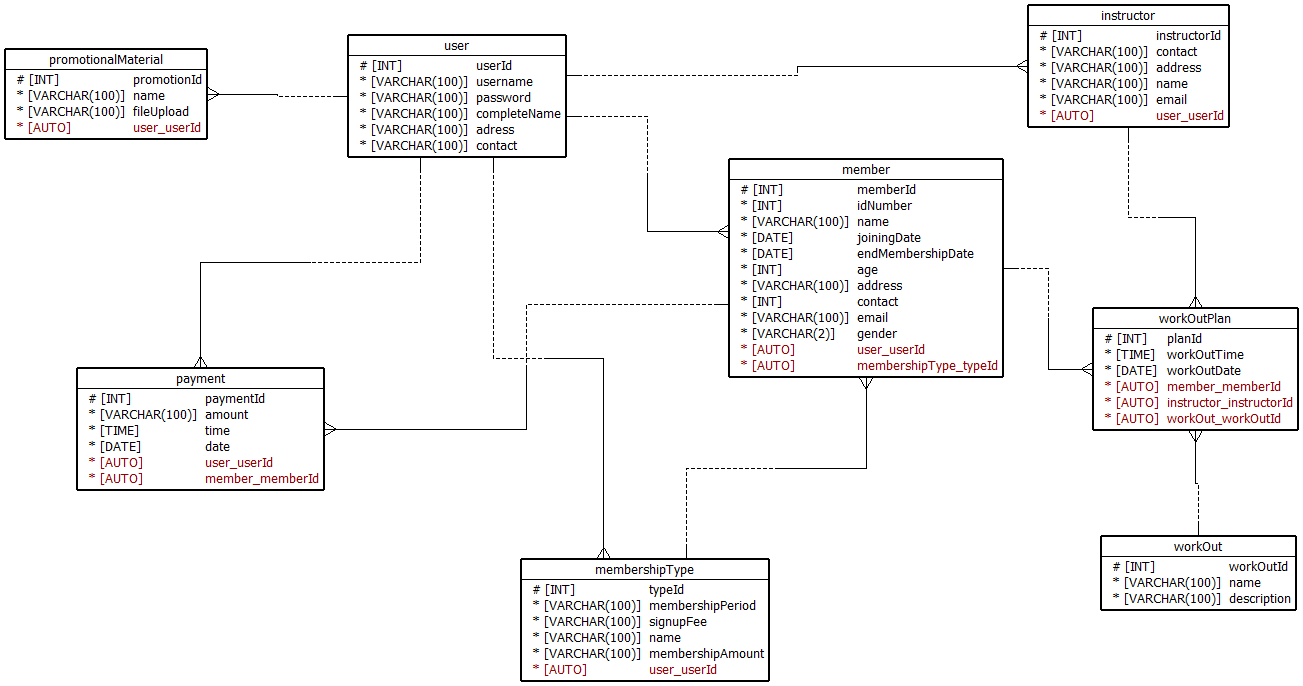 promotionalMaterial
# [INT] promotionId
* [VARCHAR(100)] name
* [VARCHAR(100)] fileUpload
* [AUTO] user_userId
user
# [INT] userId
* [VARCHAR(100)] username
* [VARCHAR(100)] password
* [VARCHAR(100)] completeName
* [VARCHAR(100)] adress
* [VARCHAR(100)] contact
instructor
# [INT] instructorId
* [VARCHAR(100)] contact
* [VARCHAR(100)] address
* [VARCHAR(100)] name
* [VARCHAR(100)] email
* [AUTO] user_userId
member
# [INT] memberId
* [INT] idNumber
* [VARCHAR(100)] name
* [DATE] joiningDate
* [DATE] endMembershipDate
* [INT] age
* [VARCHAR(100)] address
* [INT] contact
* [VARCHAR(100)] email
* [VARCHAR(2)] gender
* [AUTO] user_userId
* [AUTO] membershipType_typeId
workOutPlan
# [INT] planId
* [TIME] workOutTime
* [DATE] workOutDate
* [AUTO] member_memberId
* [AUTO] instructor_instructorId
* [AUTO] workOut_workOutId
payment
# [INT] paymentId
* [VARCHAR(100)] amount
* [TIME] time
* [DATE] date
* [AUTO] user_userId
* [AUTO] member_memberId
membershipType
# [INT] typeId
* [VARCHAR(100)] membershipPeriod
* [VARCHAR(100)] signupFee
* [VARCHAR(100)] name
* [VARCHAR(100)] membershipAmount
* [AUTO] user_userId
workOut
# [INT] workOutId
* [VARCHAR(100)] name
* [VARCHAR(100)] description